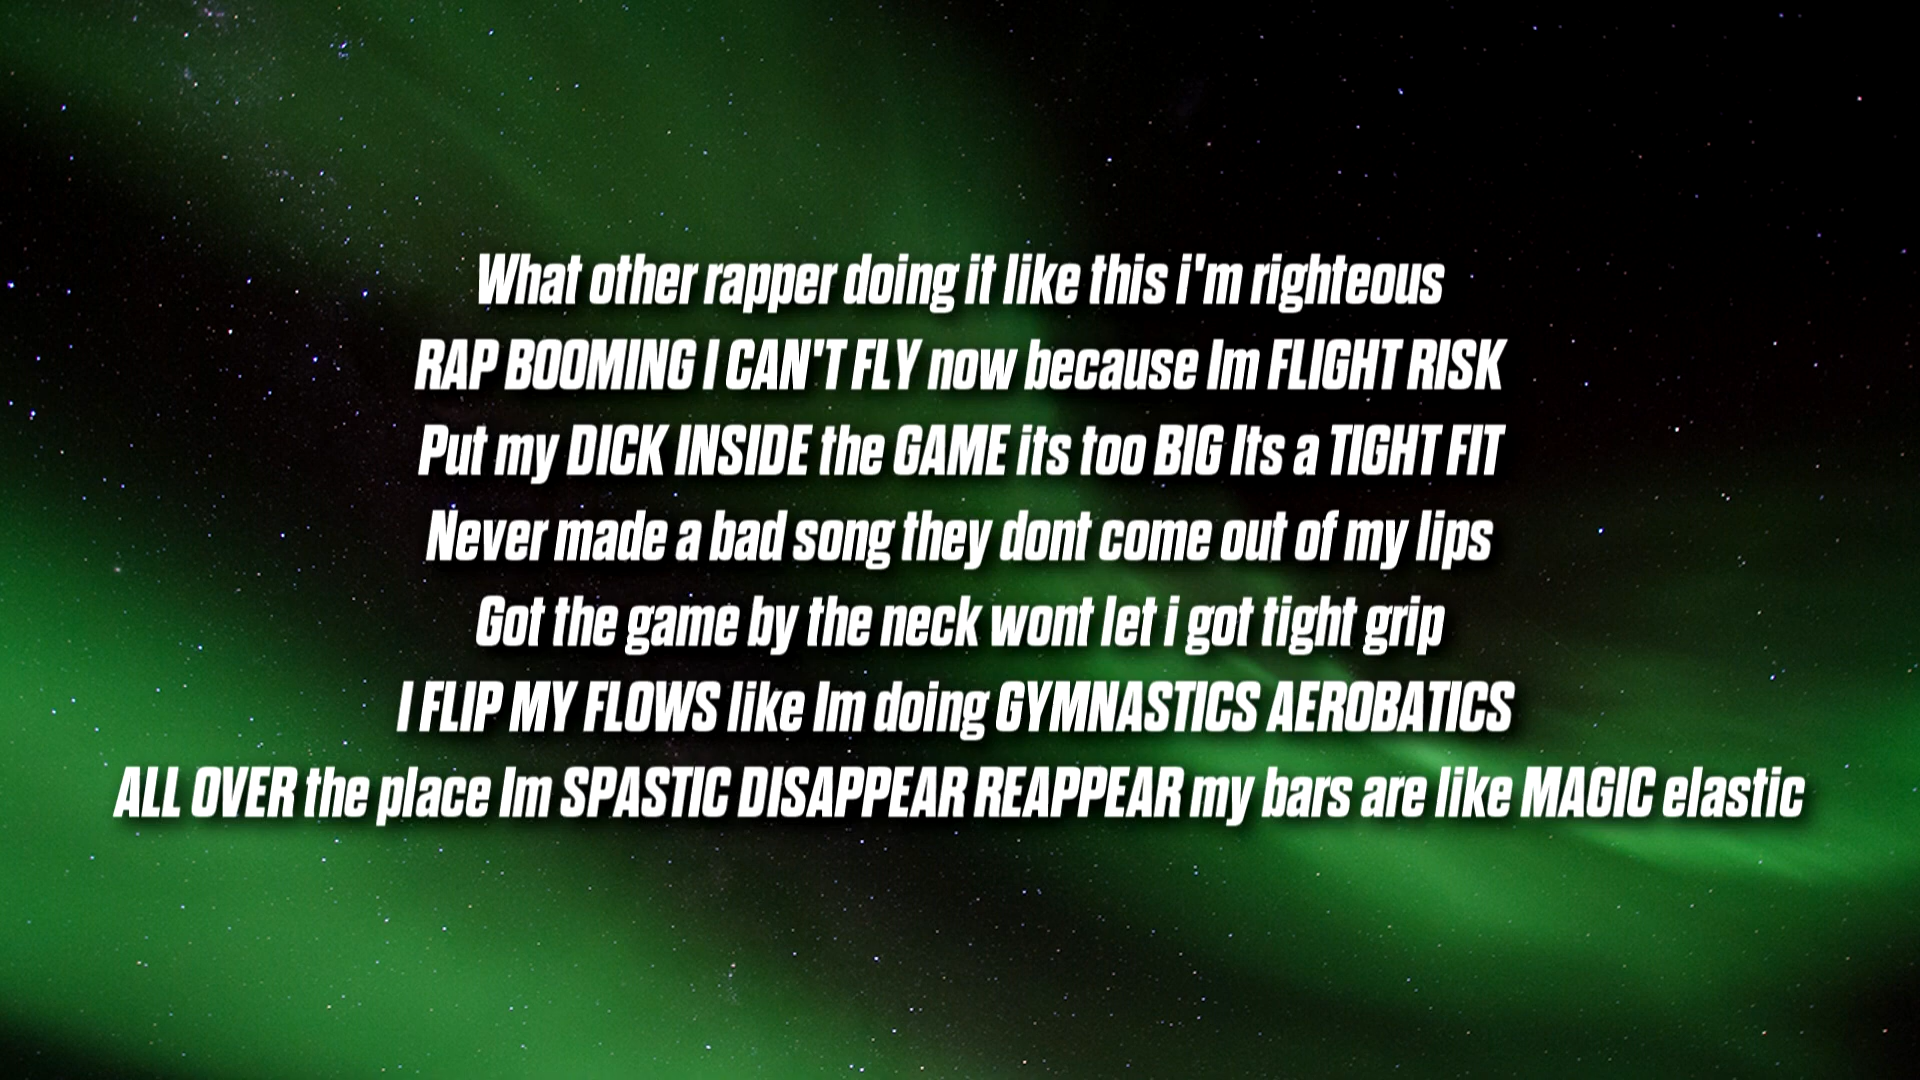 What other rapper doing it like this i'm righteous
RAP BOOMING I CAN'T FLY now because Im FLIGHT RISK
Put my DICK INSIDE the GAME its too BIG Its a TIGHT FIT
Never made a bad song they dont come out of my lips
Got the game by the neck wont let i got tight grip
I FLIP MY FLOWS like Im doing GYMNASTICS AEROBATICS
ALL OVER the place Im SPASTIC DISAPPEAR REAPPEAR my bars are like MAGIC elastic